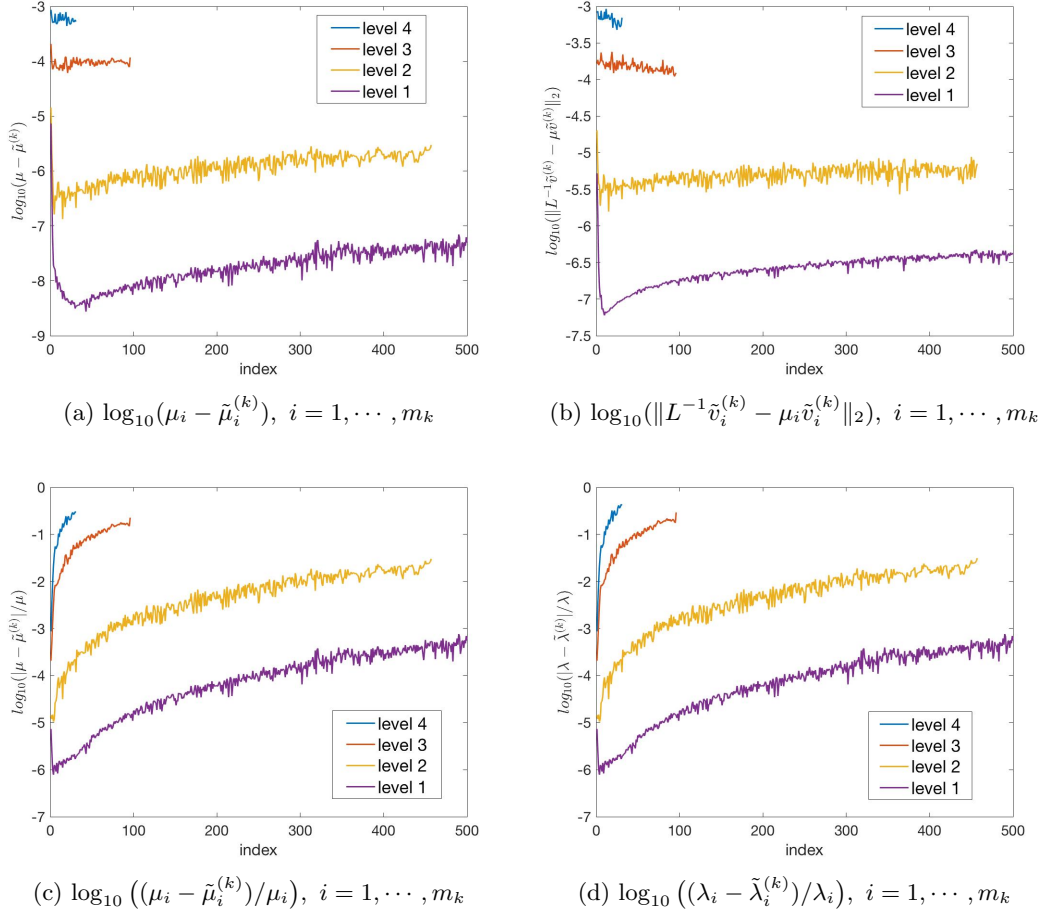 -3
-4
-5
-6
-7
-8
-9
0
100
200
300
400
500
index
log₁₀(μ − μ̃⁽ᵏ⁾)
level 4
level 3
level 2
level 1
(a) log₁₀(μᵢ − μ̃ᵢ⁽ᵏ⁾), i = 1, ⋯ , mₖ
-3
-3.5
-4
-4.5
-5
-5.5
-6
-6.5
-7
-7.5
0
100
200
300
400
500
index
log₁₀(‖L⁻¹ṽ⁽ᵏ⁾ − μṽ⁽ᵏ⁾‖₂)
level 4
level 3
level 2
level 1
(b) log₁₀(‖L⁻¹ṽᵢ⁽ᵏ⁾ − μᵢṽᵢ⁽ᵏ⁾‖₂), i = 1, ⋯ , mₖ
0
-1
-2
-3
-4
-5
-6
-7
0
100
200
300
400
500
index
log₁₀(|μ − μ̃⁽ᵏ⁾|/μ)
level 4
level 3
level 2
level 1
(c) log₁₀ ((μᵢ − μ̃ᵢ⁽ᵏ⁾)/μᵢ), i = 1, ⋯ , mₖ
0
-1
-2
-3
-4
-5
-6
-7
0
100
200
300
400
500
index
log₁₀(|λ − λ̃⁽ᵏ⁾|/λ)
level 4
level 3
level 2
level 1
(d) log₁₀ ((λᵢ − λ̃ᵢ⁽ᵏ⁾)/λᵢ), i = 1, ⋯ , mₖ